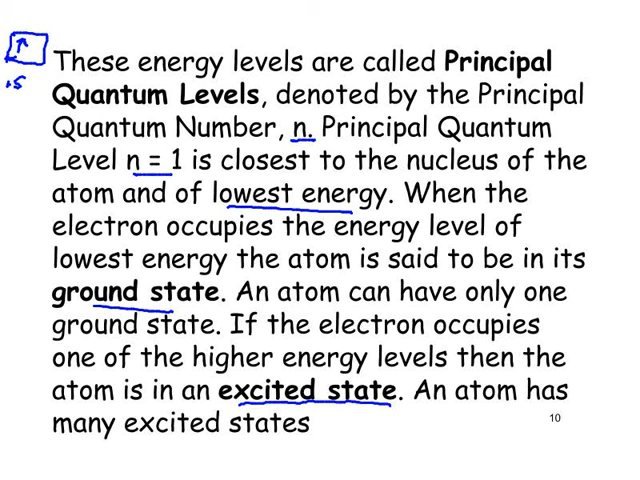 These energy levels are called Principal
Quantum Levels, denoted by the Principal
Quantum Number, n. Principal Quantum
Level n = 1 is closest to the nucleus of the
atom and of lowest energy. When the
electron occupies the energy level of
lowest energy the atom is said to be in its
ground state. An atom can have only one
ground state. If the electron occupies
one of the higher energy levels then the
atom is in an excited state. An atom has
many excited states
10